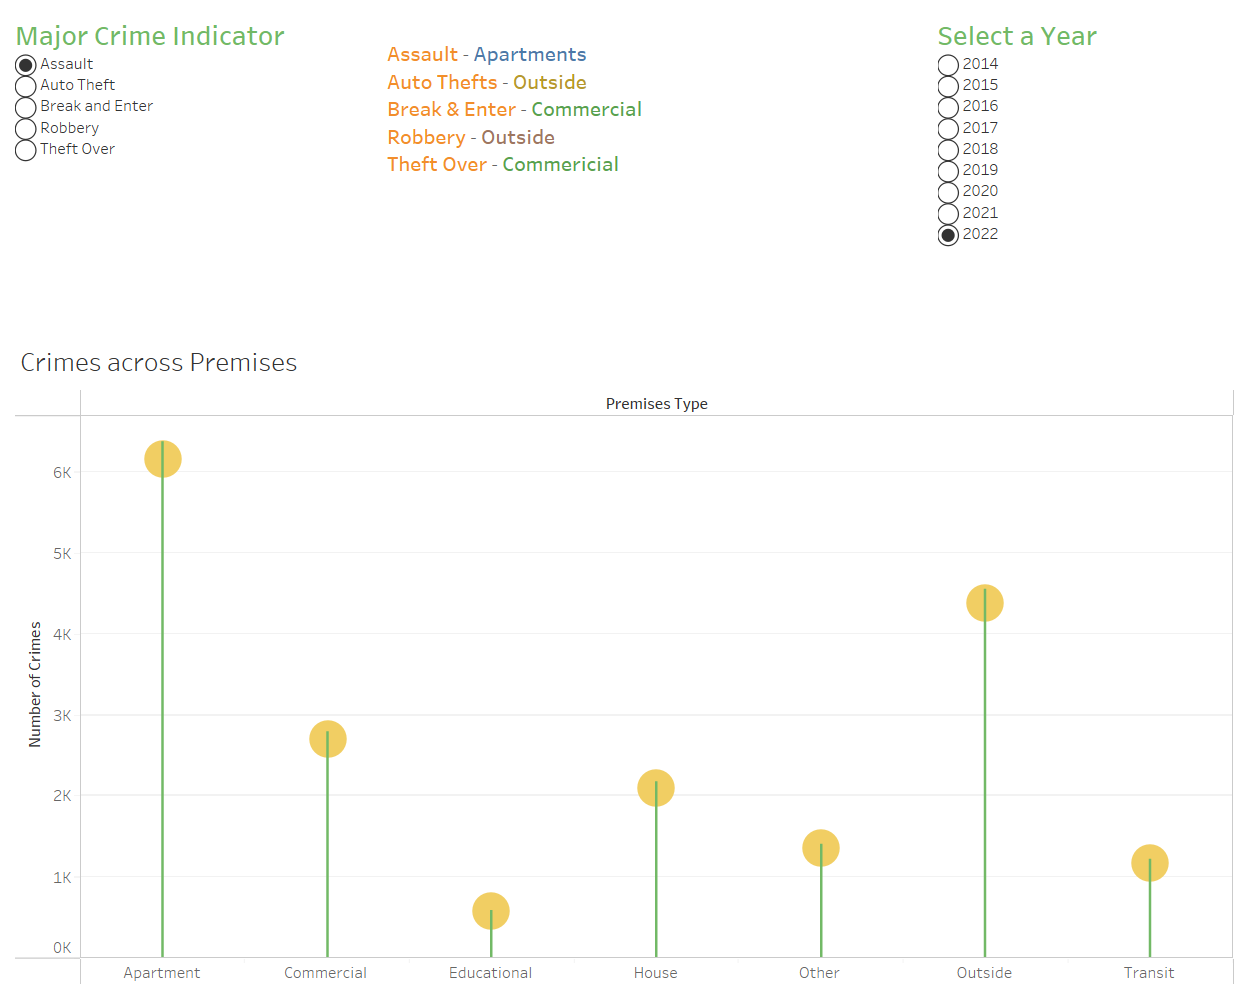 Major Crime Indicator
Assault
Auto Theft
Break and Enter
Robbery
Theft Over
Assault - Apartments
Auto Thefts - Outside
Break & Enter - Commercial
Robbery - Outside
Theft Over - Commericial
Select a Year
2014
2015
2016
2017
2018
2019
2020
2021
2022
Crimes across Premises
Premises Type
Number of Crimes
6K
5K
4K
3K
2K
1K
0K
Apartment Commercial Educational House Other Outside Transit